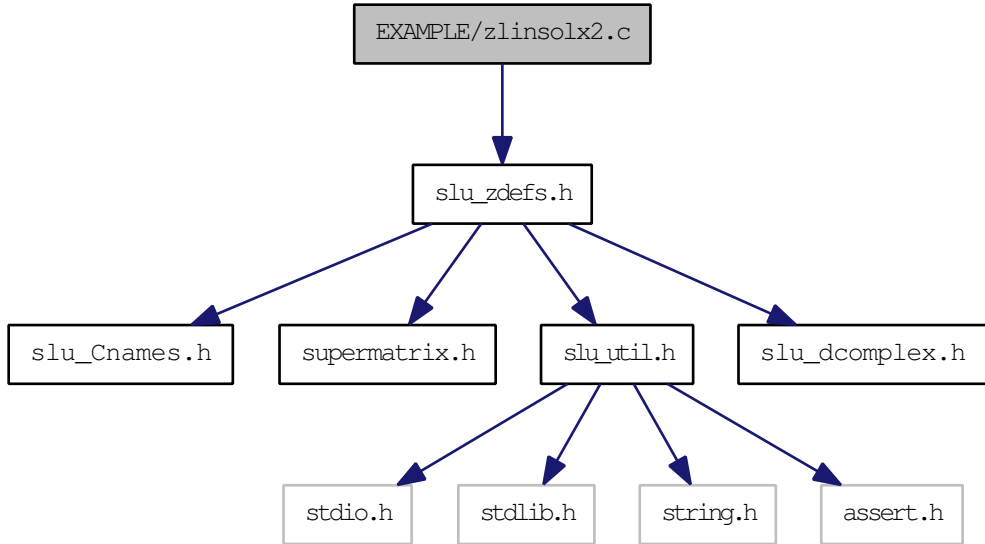 EXAMPLE/zlinsolx2.c
slu_zdefs.h
slu_Cnames.h
supermatrix.h
slu_util.h
slu_dcomplex.h
stdio.h
stdlib.h
string.h
assert.h